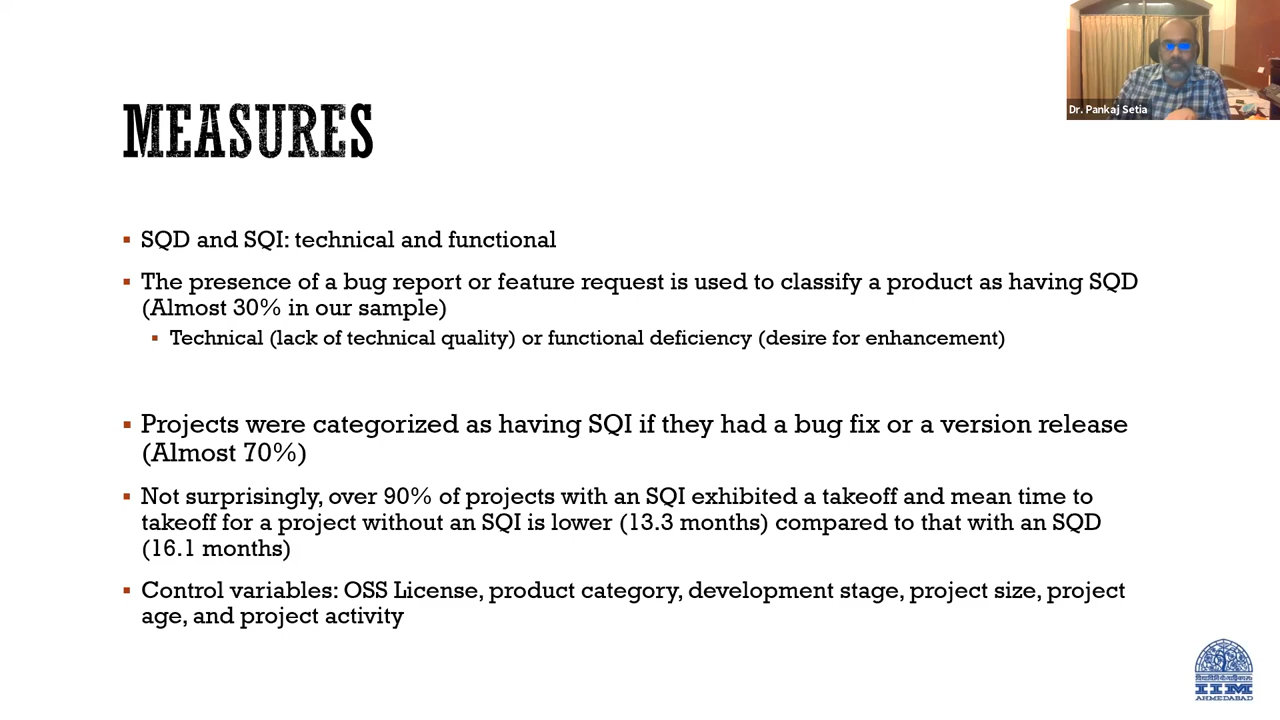 Dr. Pankaj Setia
MEASURES
SQD and SQI: technical and functional
The presence of a bug report or feature request is used to classify a product as having SQD
(Almost 30% in our sample)
Technical (lack of technical quality) or functional deficiency (desire for enhancement)
Projects were categorized as having SQI if they had a bug fix or a version release
(Almost 70%)
Not surprisingly, over 90% of projects with an SQI exhibited a takeoff and mean time to
takeoff for a project without an SQI is lower (13.3 months) compared to that with an SQD
(16.1 months)
Control variables: OSS License, product category, development stage, project size, project
age, and project activity
IIM
AHMEDABAD